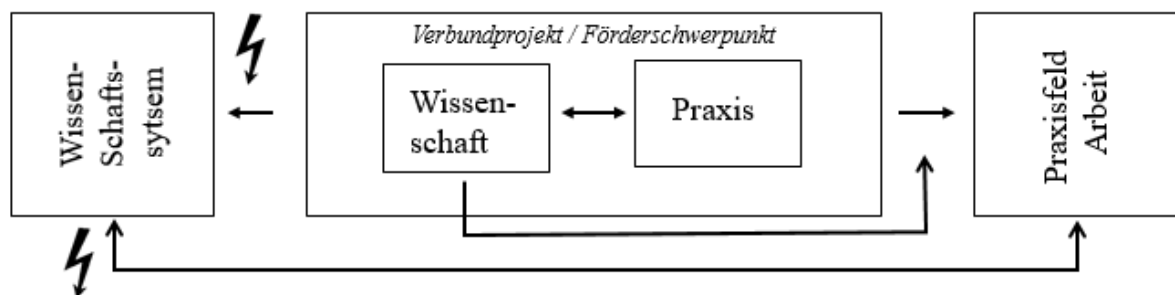 Wissen-
Schafts-
sytsem
Verbundprojekt / Förderschwerpunkt
Wissen-
schaft
Praxis
Praxisfeld
Arbeit